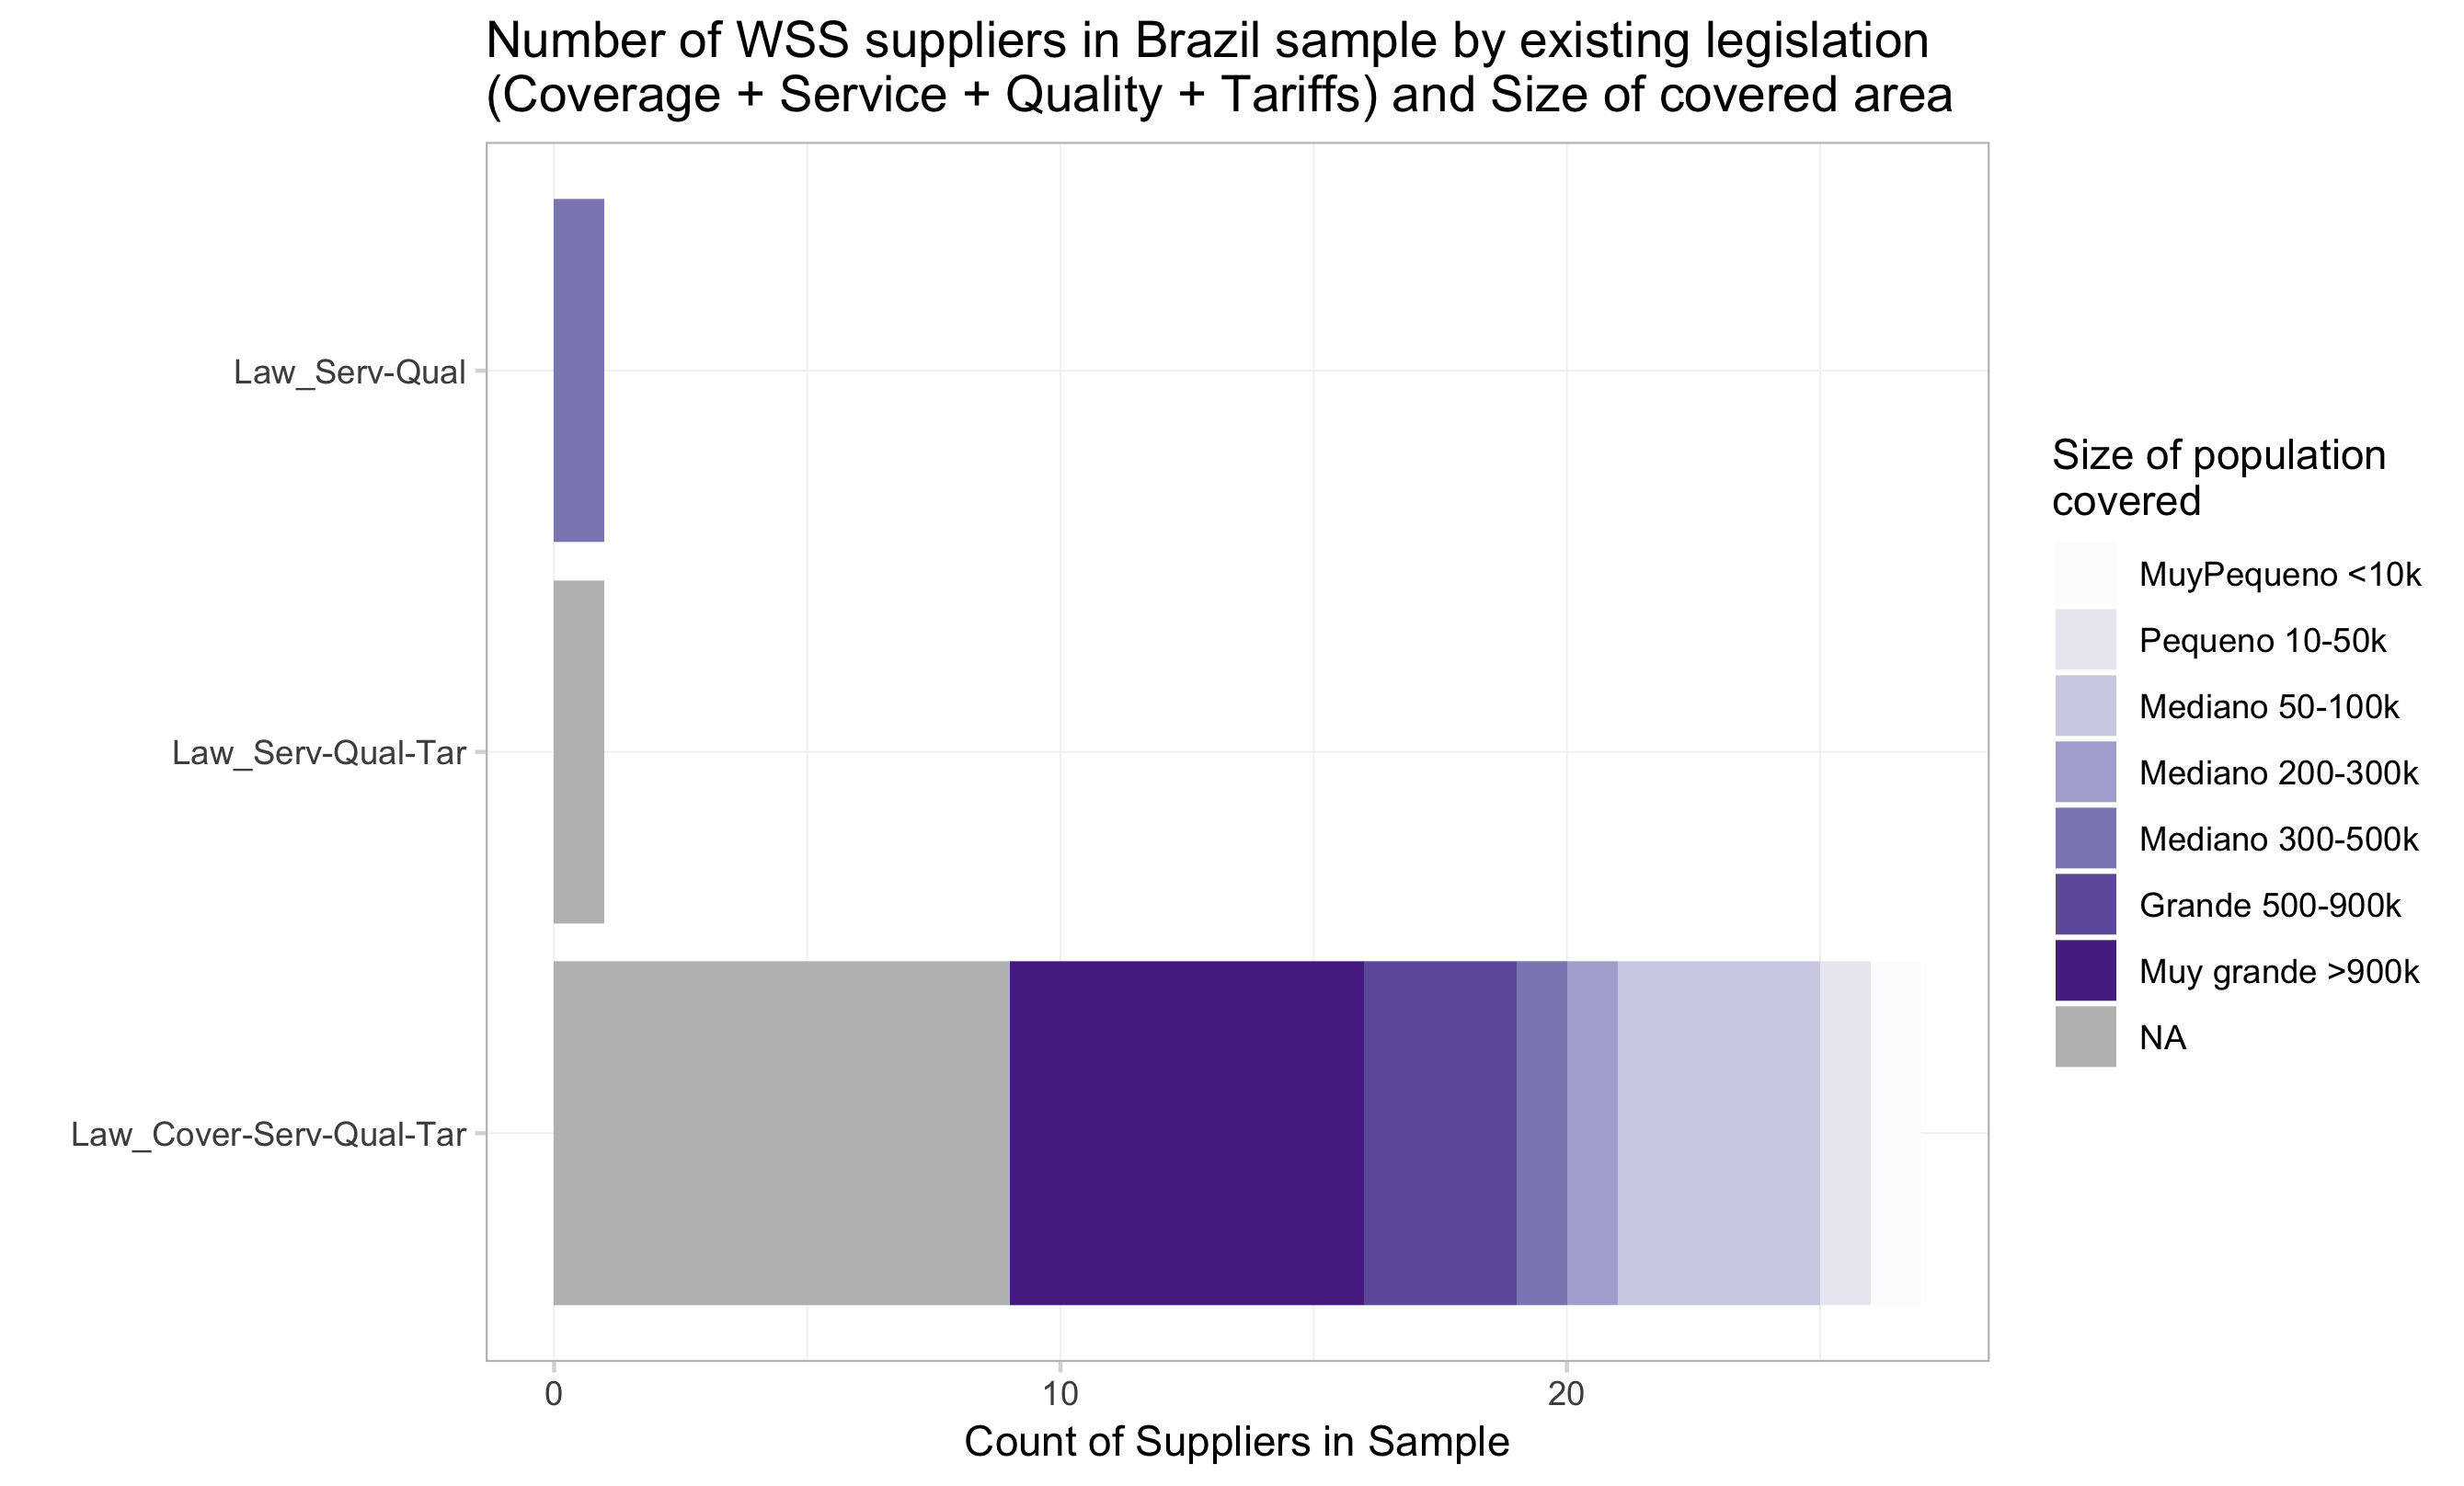 Number of WSS suppliers in Brazil sample by existing legislation
(Coverage + Service + Quality + Tariffs) and Size of covered area
Law_Serv-Qual
Law_Serv-Qual-Tar
Law_Cover-Serv-Qual-Tar
0
10
20
Count of Suppliers in Sample
Size of population
covered
MuyPequeno <10k
Pequeno 10-50k
Mediano 50-100k
Mediano 200-300k
Mediano 300-500k
Grande 500-900k
Muy grande >900k
NA